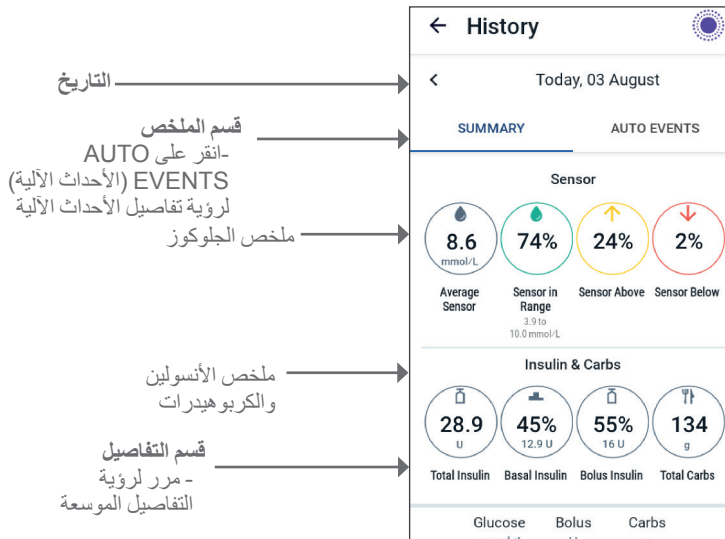 History
Today, 03 August
SUMMARY AUTO EVENTS
Sensor
8.6 74% 24% 2%
mmol/L
Average Sensor in Sensor Above Sensor Below
Sensor Range
3.9 to
10.0 mmol/L
Insulin & Carbs
28.9 45% 55% 134
U 12.9 U 16 U g
Total Insulin Basal Insulin Bolus Insulin Total Carbs
Glucose Bolus Carbs
التاريخ
قسم الملخص
-انقر على AUTO
EVENTS (الأحداث الآلية)
لرؤية تفاصيل الأحداث الآلية
ملخص الجلوكوز
ملخص الأنسولين
والكربوهيدرات
قسم التفاصيل
- مرر لرؤية
التفاصيل الموسعة